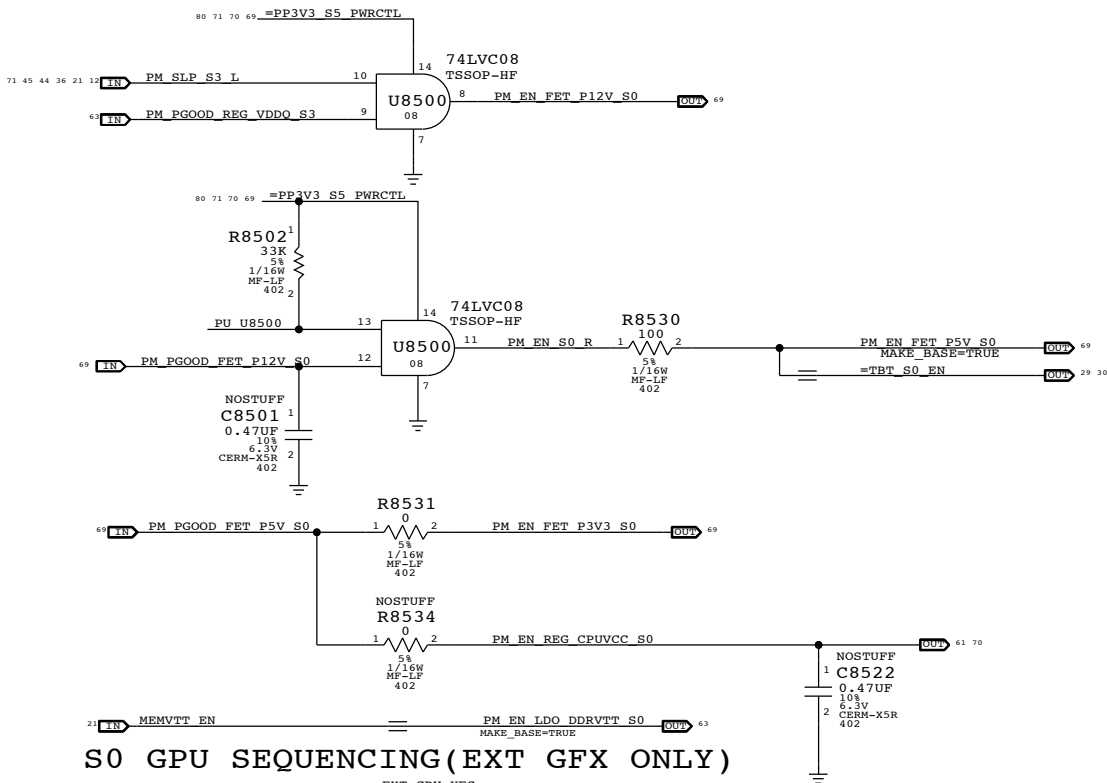 80 71 70 69 =PP3V3_S5_PWRCTL
14 74LVC08
TSSOP-HF
71 45 44 36 21 12 IN PM_SLP_S3_L 10
U8500 8 PM_EN_FET_P12V_S0 OUT 69
08
63 IN PM_PGOOD_REG_VDDQ_S3 9
7
80 71 70 69 =PP3V3_S5_PWRCTL
R8502 1
33K
5%
1/16W
MF-LF
402 2
14 74LVC08
TSSOP-HF
PU_U8500 13
U8500 11 PM_EN_S0_R
08
R8530
1 100 2
5%
1/16W
MF-LF
402
PM_EN_FET_P5V_S0 OUT 69
MAKE_BASE=TRUE
=TBT_S0_EN OUT 29 30
69 IN PM_PGOOD_FET_P12V_S0 12
7
NOSTUFF
C8501 1
0.47UF
10%
6.3V 2
CERM-X5R
402
R8531
69 IN PM_PGOOD_FET_P5V_S0 1 0 2 PM_EN_FET_P3V3_S0 OUT 69
5%
1/16W
MF-LF
402
NOSTUFF
R8534
1 0 2 PM_EN_REG_CPUVCC_S0 OUT 61 70
5%
1/16W
MF-LF
402
NOSTUFF
1 C8522
0.47UF
10%
2 6.3V
CERM-X5R
402
21 IN MEMVTT_EN PM_EN_LDO_DDRVTT_S0 OUT 63
MAKE_BASE=TRUE
S0 GPU SEQUENCING(EXT GFX ONLY)